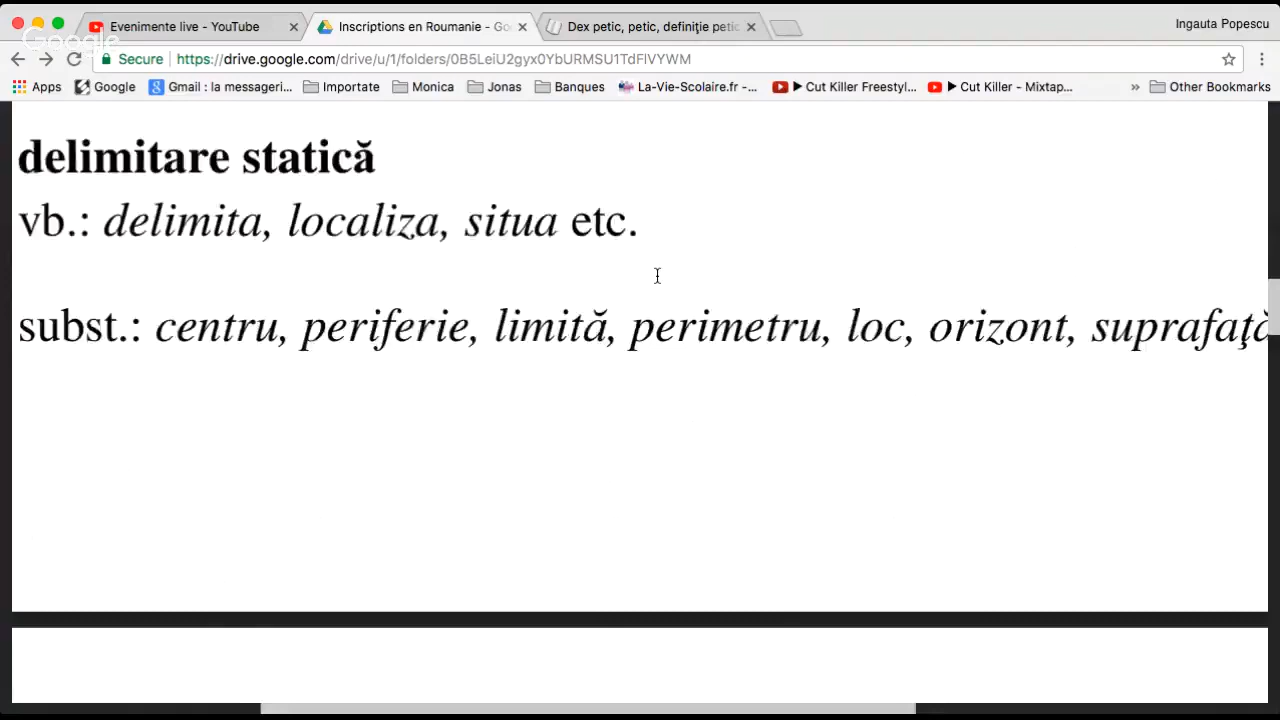 Evenimente live - YouTube
Inscriptions en Roumanie - Go
Dex petic, petic, definiţie petic
Ingauta Popescu
Google
Secure
https://drive.google.com/drive/u/1/folders/0B5LeiU2gyx0YbURMSU1TdFlVYWM
Apps
Google
Gmail : la messageri...
Importate
Monica
Jonas
Banques
La-Vie-Scolaire.fr -...
▶ Cut Killer Freestyl...
▶ Cut Killer - Mixtap...
»
Other Bookmarks
delimitare statică
vb.: delimita, localiza, situa etc.
subst.: centru, periferie, limită, perimetru, loc, orizont, suprafaţă